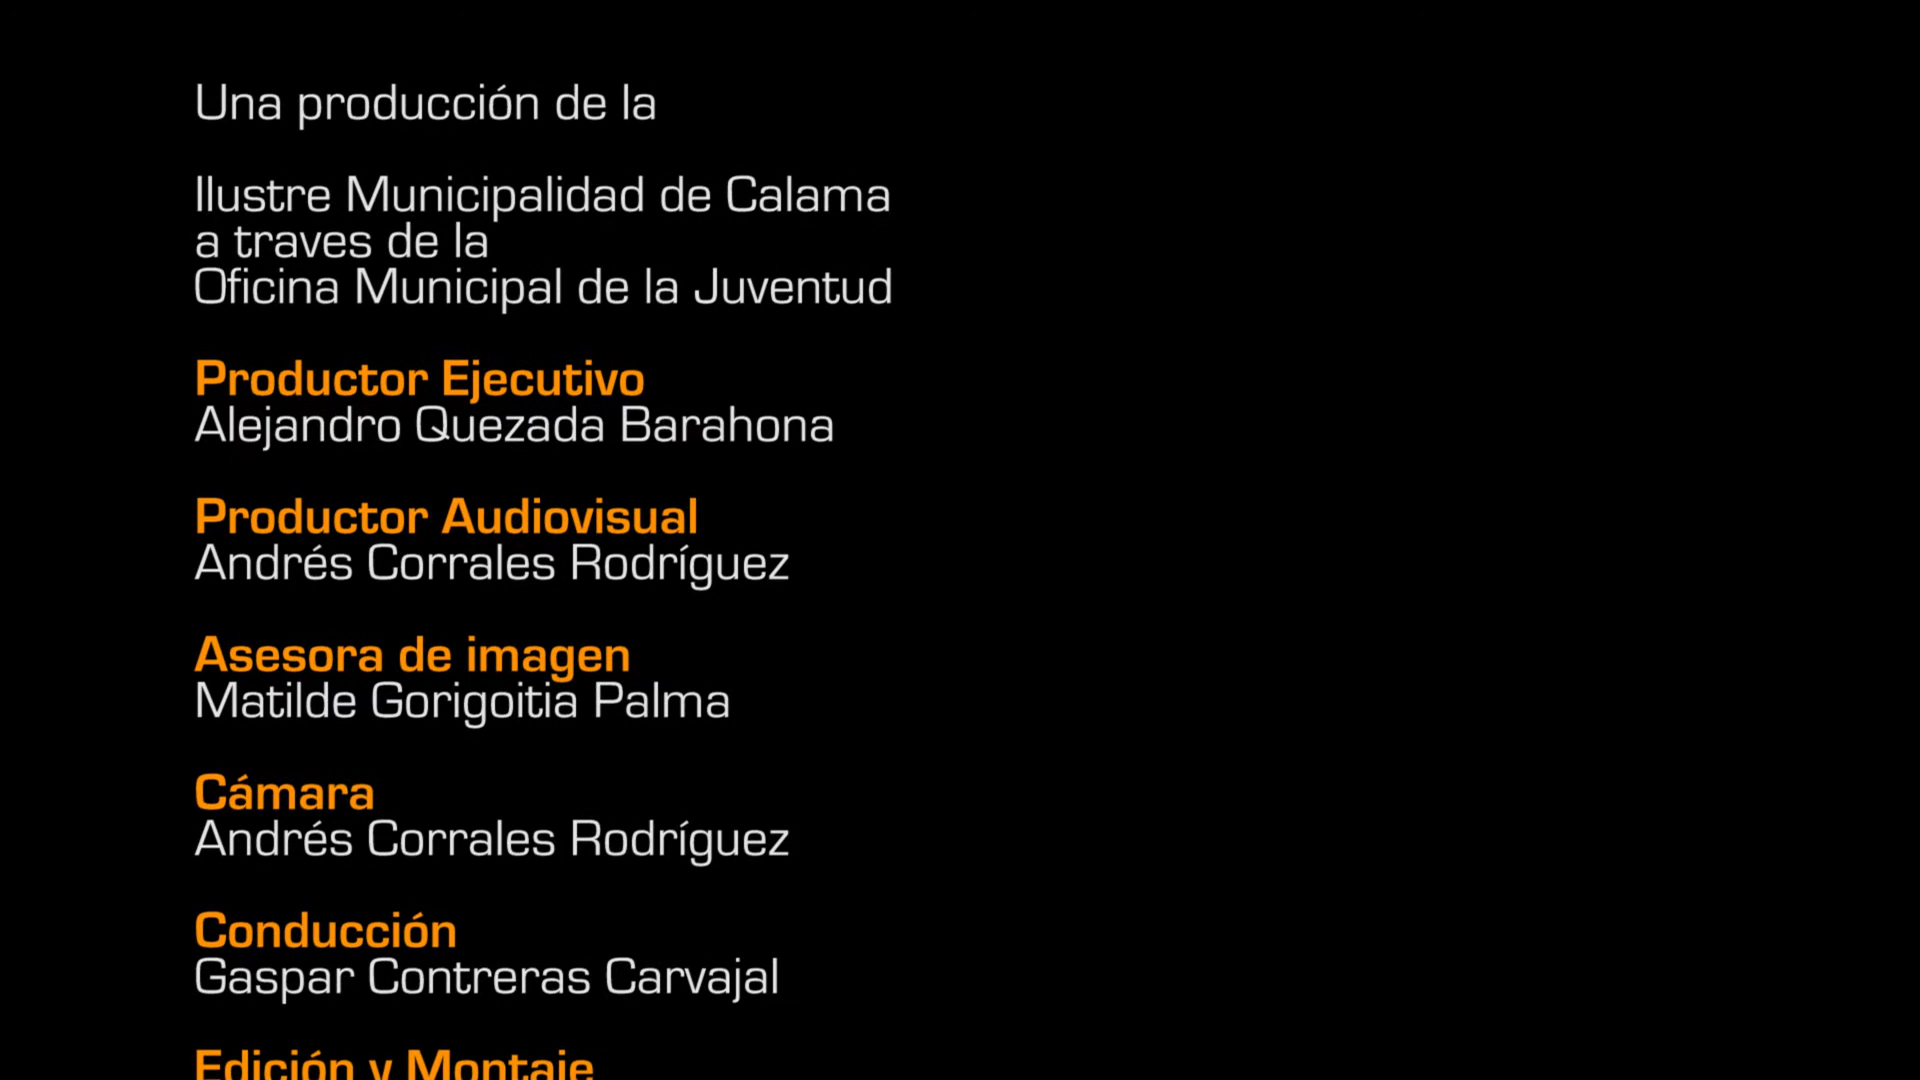 Una producción de la
Ilustre Municipalidad de Calama
a traves de la
Oficina Municipal de la Juventud
Productor Ejecutivo
Alejandro Quezada Barahona
Productor Audiovisual
Andrés Corrales Rodríguez
Asesora de imagen
Matilde Gorigoitia Palma
Cámara
Andrés Corrales Rodríguez
Conducción
Gaspar Contreras Carvajal
Edición y Montaje